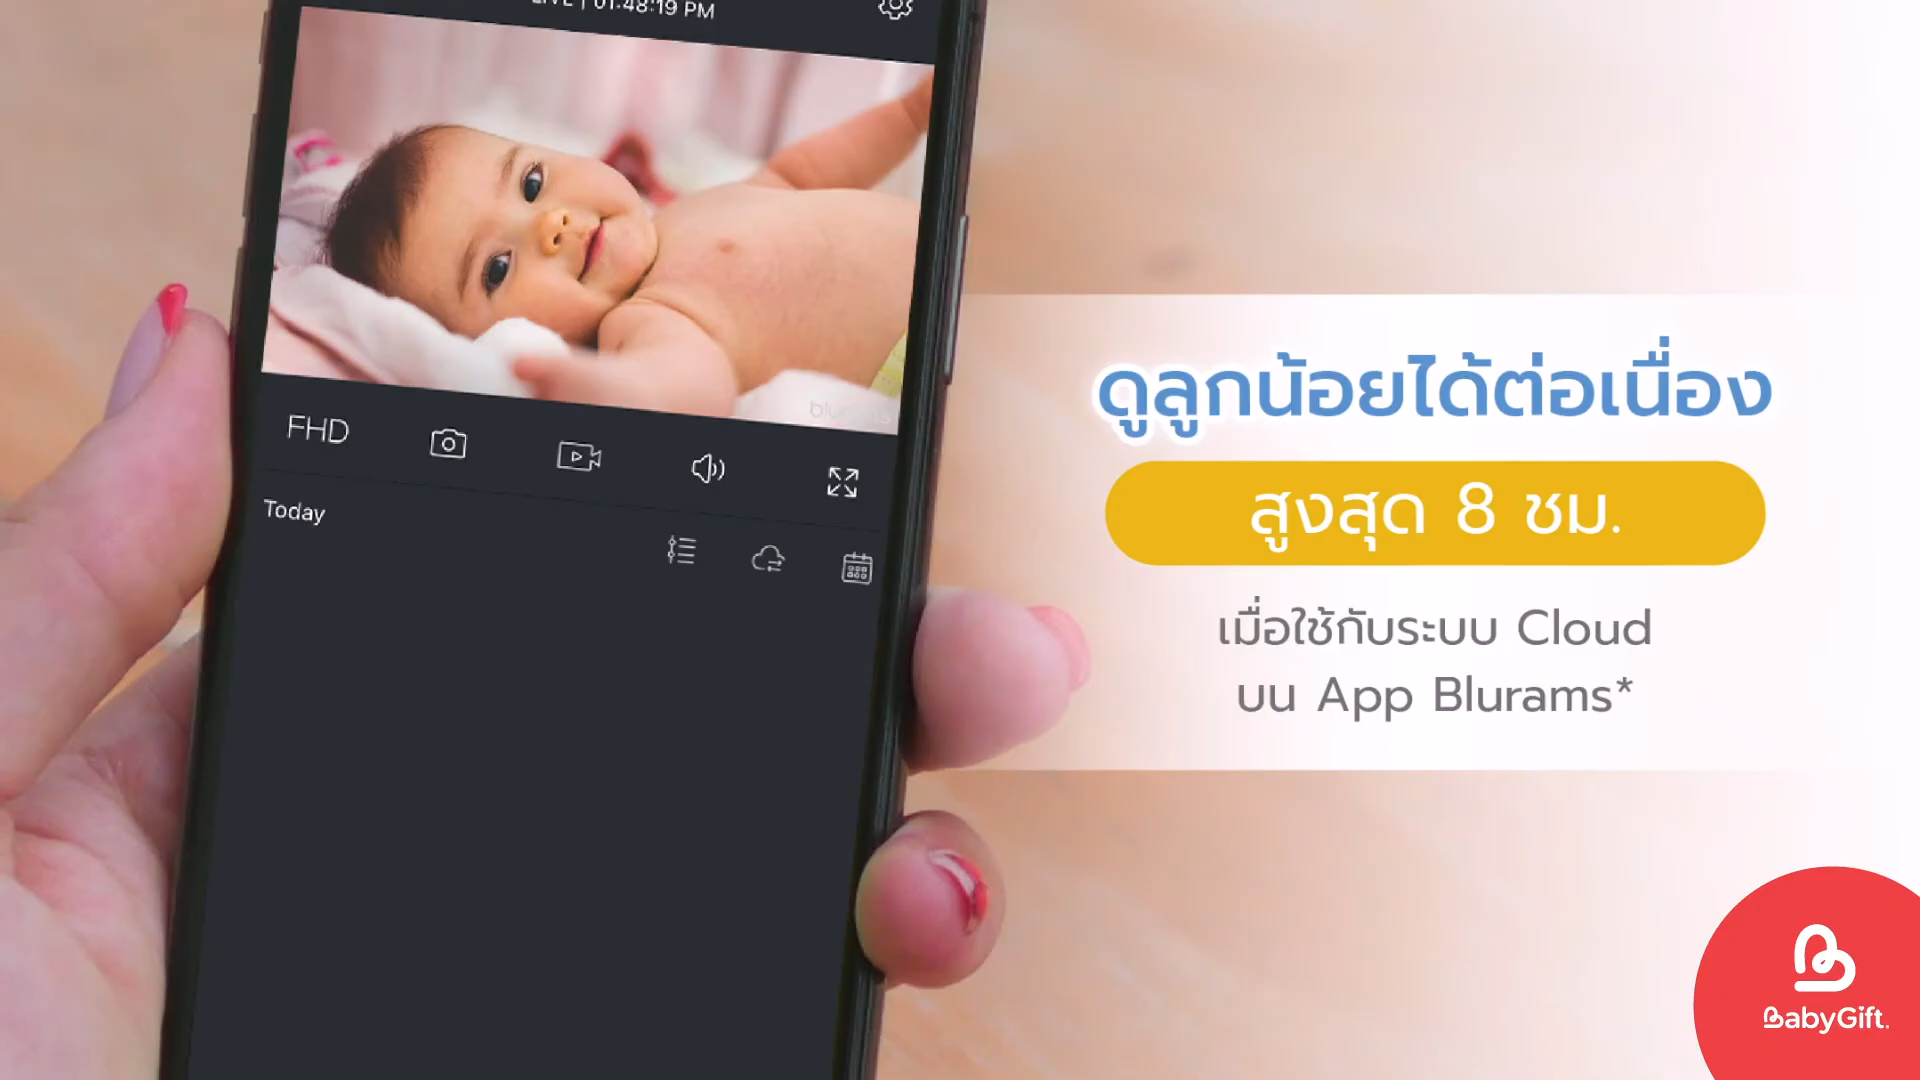 LIVE | 01:48:19 PM
blurams
FHD
Today
ดูลูกน้อยได้ต่อเนื่อง
สูงสุด 8 ชม.
เมื่อใช้กับระบบ Cloud
บน App Blurams*
BabyGift.